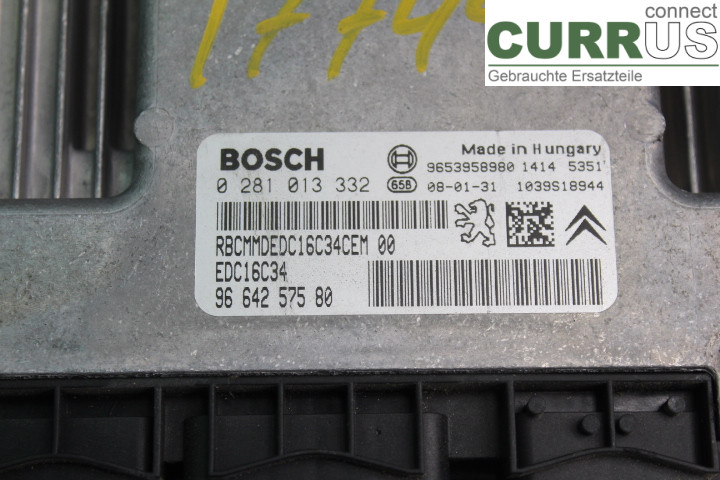 connect
CURRUS
Gebrauchte Ersatzteile
BOSCH
Made in Hungary
9653958980 1414 5351
0 281 013 332 65B 08-01-31 1039S18944
RBCMMDEDC16C34CEM 00
EDC16C34
96 642 575 80